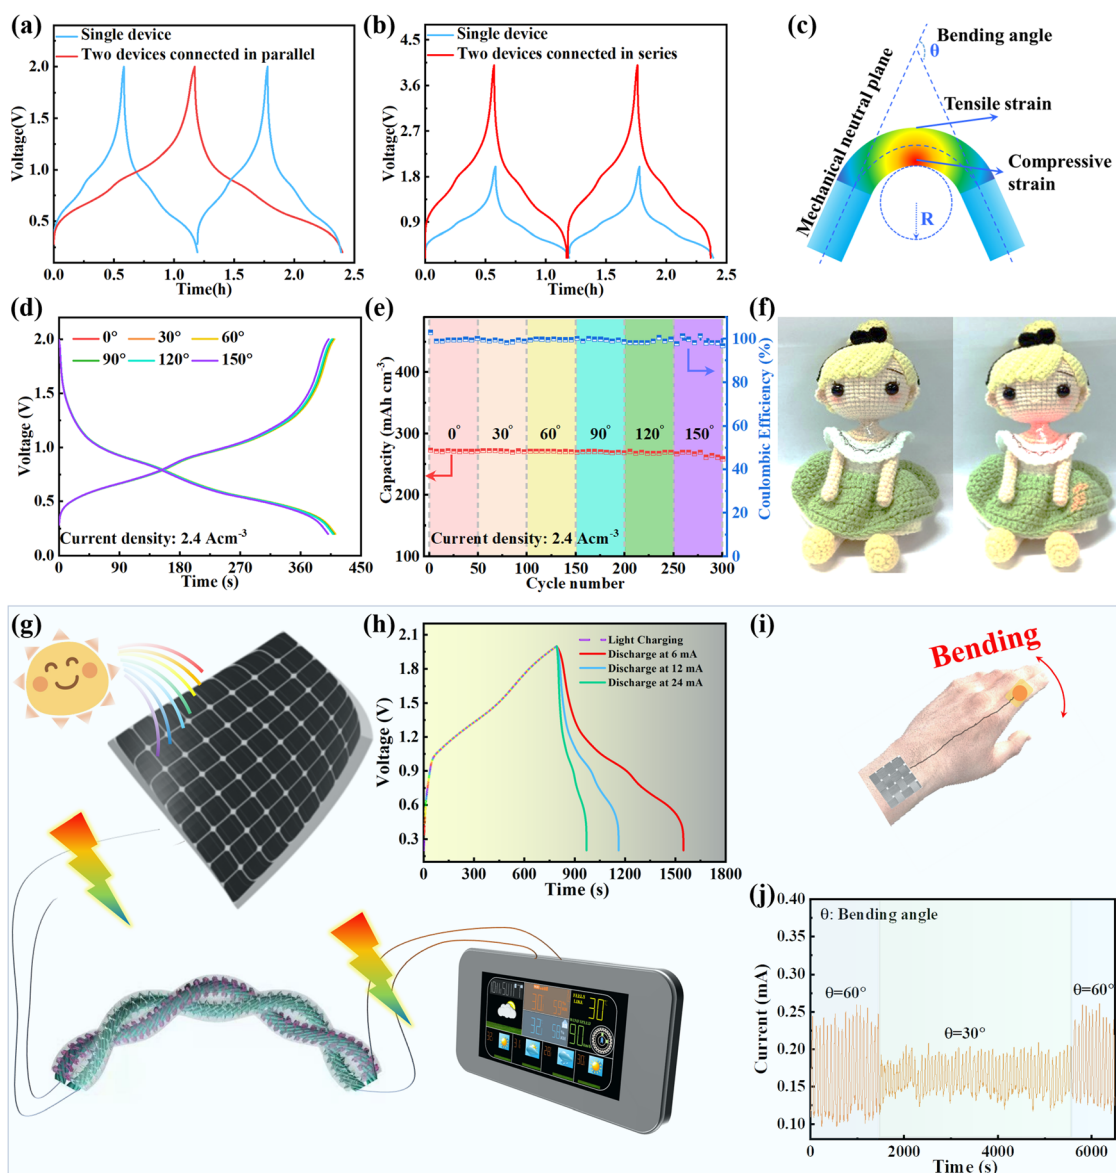 (a)
Single device
Two devices connected in parallel
Voltage(V)
2.0
1.5
1.0
0.5
0.0 0.5 1.0 1.5 2.0 2.5
Time(h)
(b)
Single device
Two devices connected in series
Voltage(V)
4.5
3.6
2.7
1.8
0.9
0.0 0.5 1.0 1.5 2.0 2.5
Time(h)
(c)
Bending angle
θ
Mechanical neutral plane
Tensile strain
Compressive
strain
R
(d)
0° 30° 60°
90° 120° 150°
Voltage (V)
2.0
1.5
1.0
0.5
0.0
Current density: 2.4 Acm-3
0 90 180 270 360 450
Time (s)
(e)
Capacity (mAh cm-3)
400
300
200
100
0° 30° 60° 90° 120° 150°
Current density: 2.4 Acm-3
0 50 100 150 200 250 300
Cycle number
100
80
60
40
20
0
Coulombic Efficiency (%)
(f)
(g)
(h)
Light Charging
Discharge at 6 mA
Discharge at 12 mA
Discharge at 24 mA
Voltage (V)
2.1
1.8
1.5
1.2
0.9
0.6
0.3
0 300 600 900 1200 1500 1800
Time (s)
(i)
Bending
(j)
θ: Bending angle
θ=60°
θ=30°
θ=60°
Current (mA)
0.40
0.35
0.30
0.25
0.20
0.15
0.10
0 2000 4000 6000
Time (s)
30°